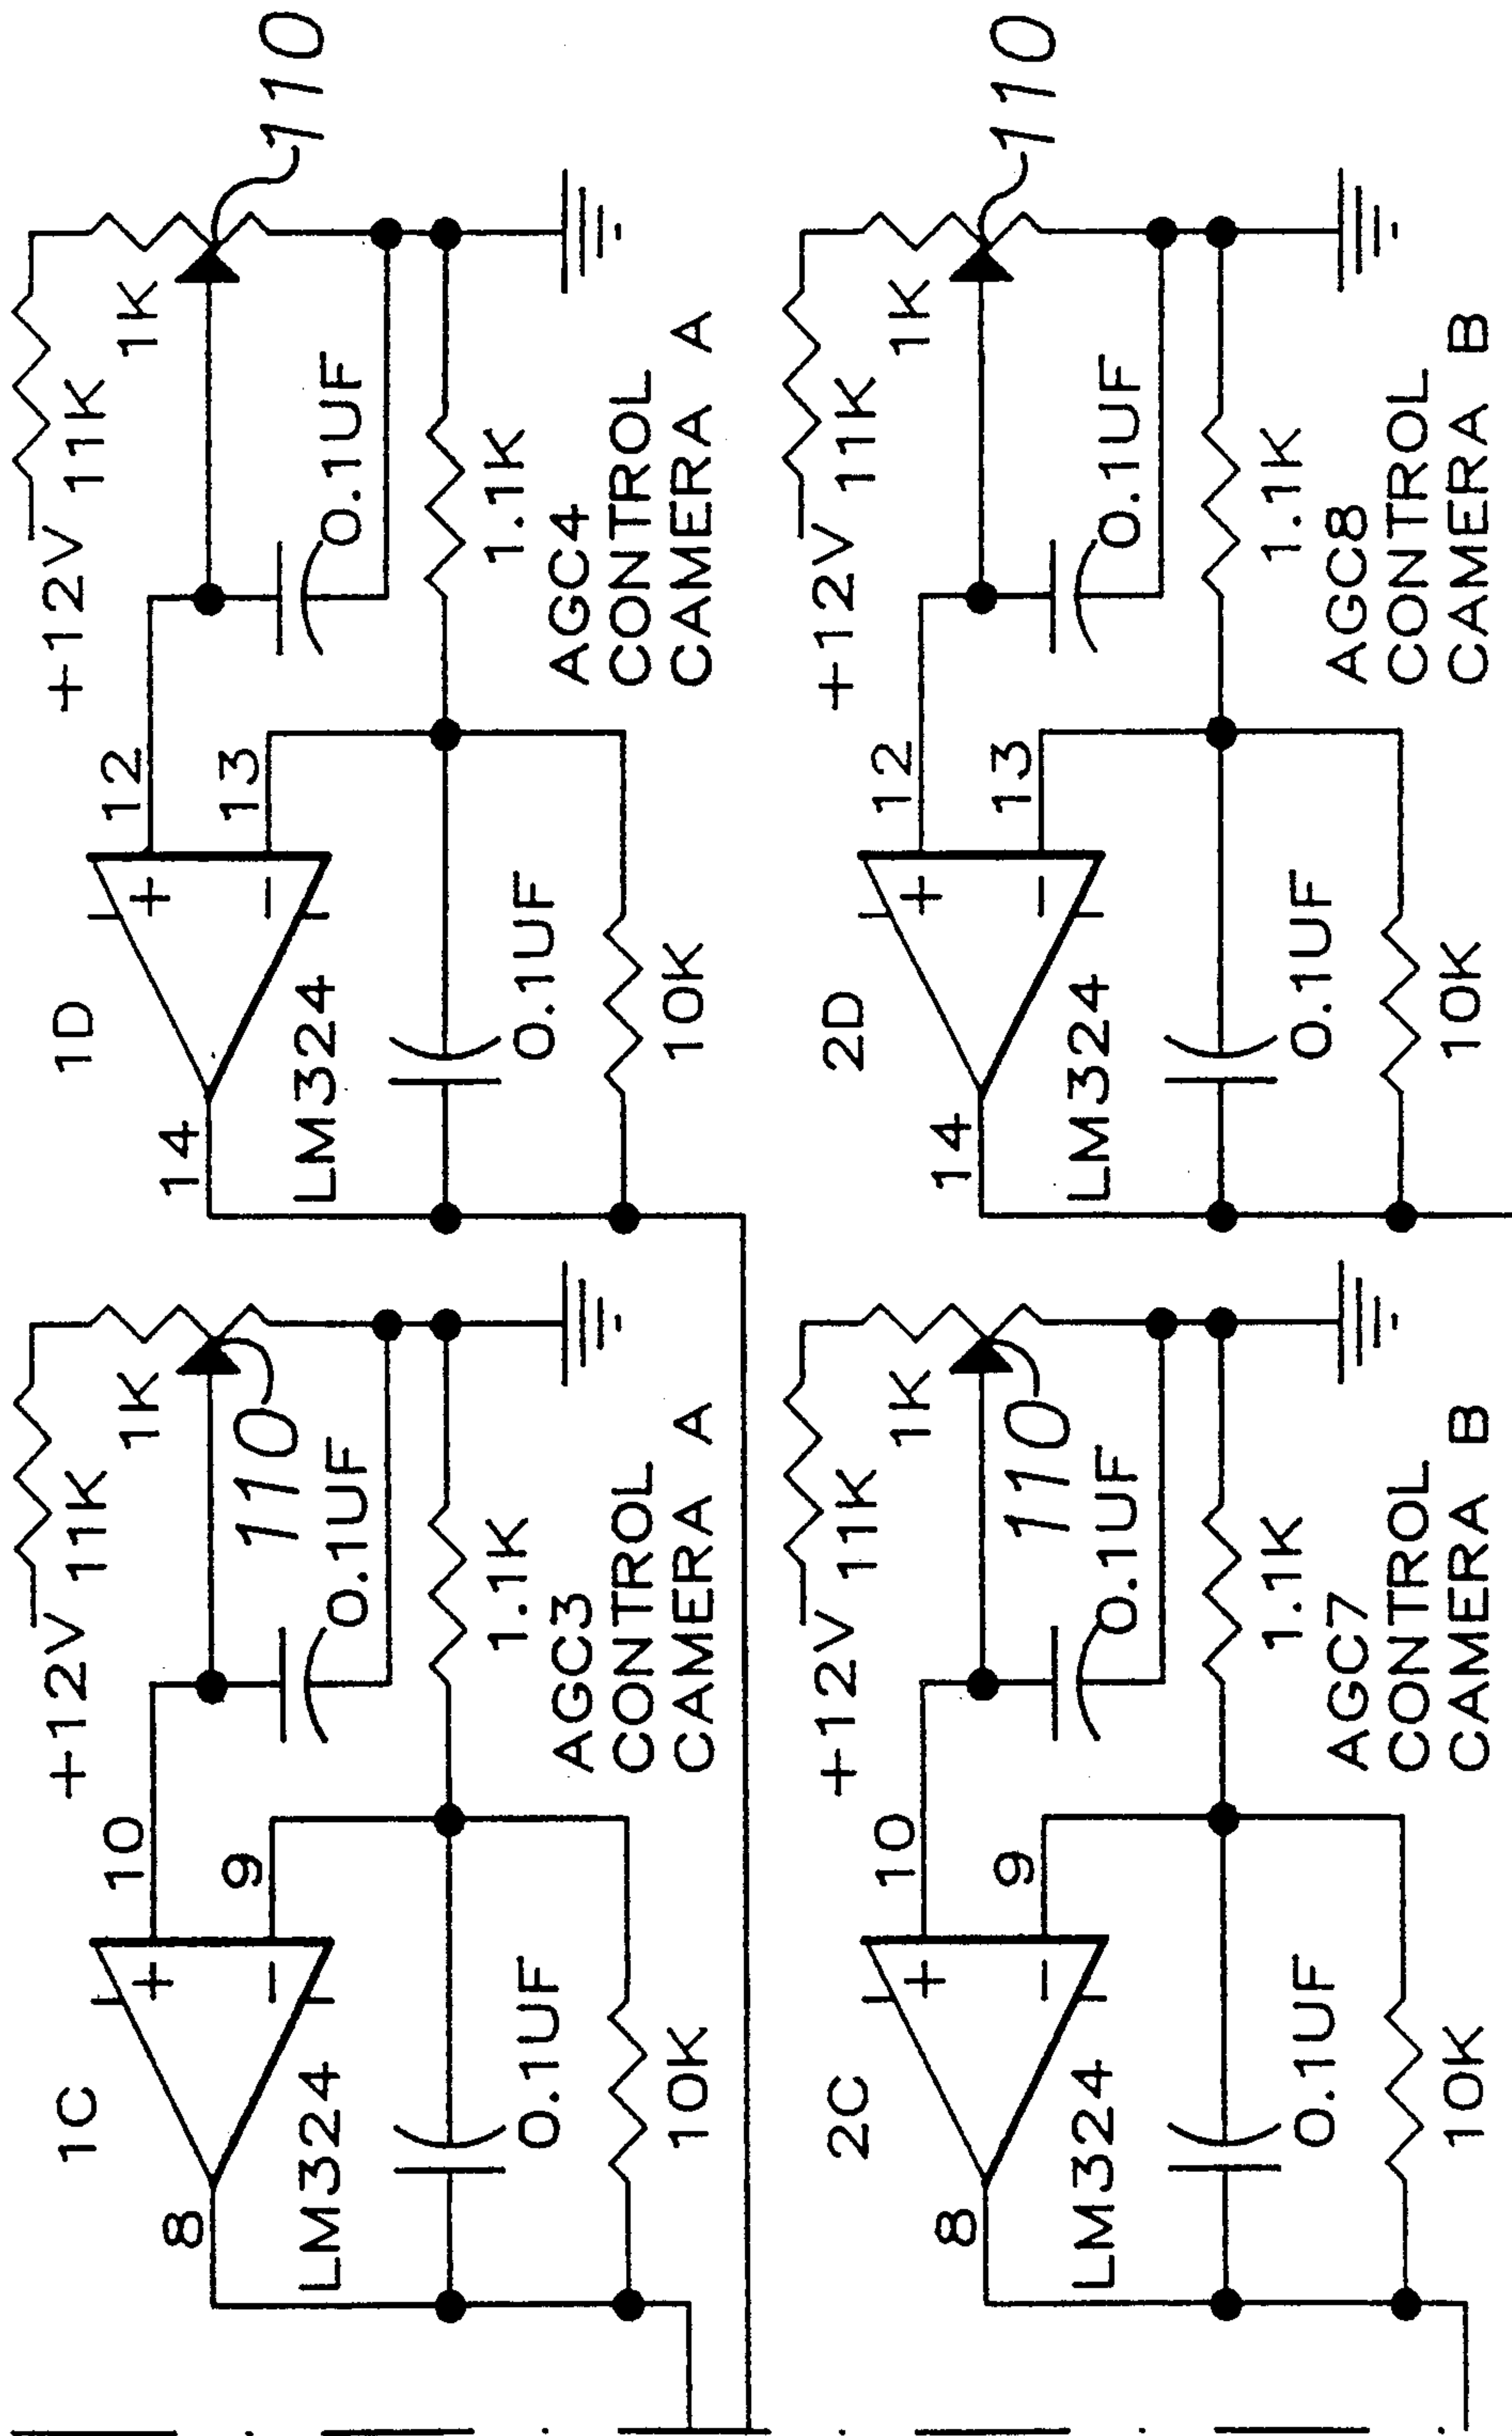 1C
10
+12V
11K
1K
8
9
110
LM324
0.1UF
0.1UF
1.1K
10K
AGC3
CONTROL
CAMERA A
1D
12
+12V
11K
1K
110
14
13
LM324
0.1UF
0.1UF
1.1K
10K
AGC4
CONTROL
CAMERA A
2C
10
+12V
11K
1K
8
9
110
LM324
0.1UF
0.1UF
1.1K
10K
AGC7
CONTROL
CAMERA B
2D
12
+12V
11K
1K
110
14
13
LM324
0.1UF
0.1UF
1.1K
10K
AGC8
CONTROL
CAMERA B